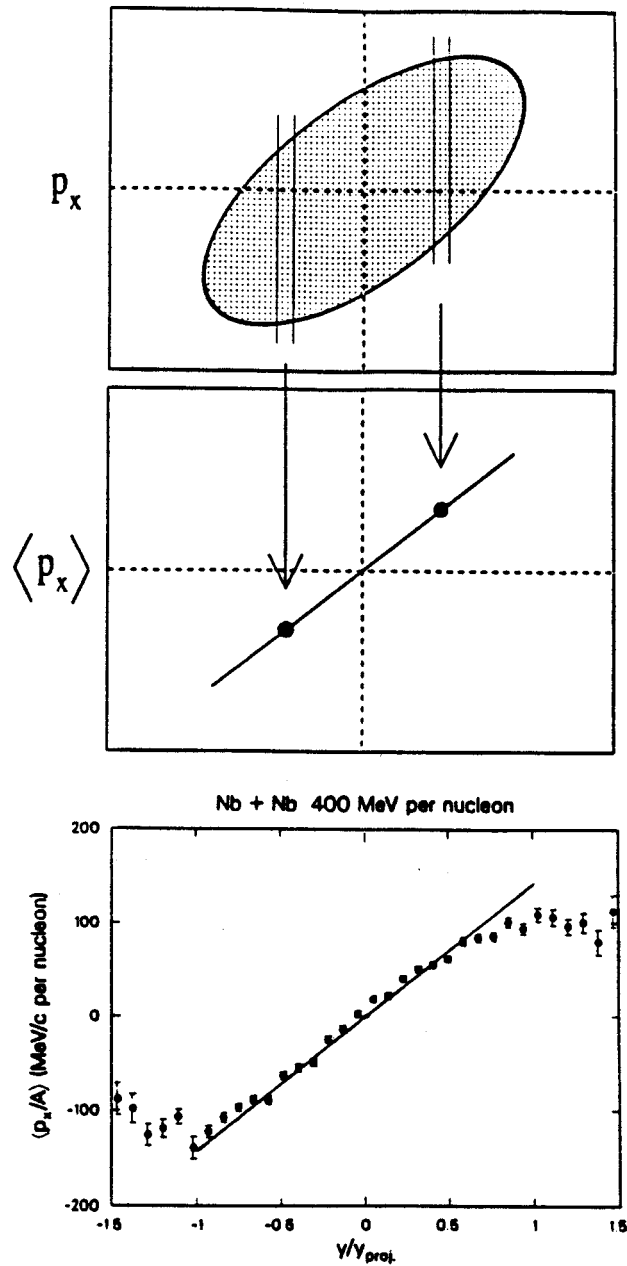 p_x
⟨p_x⟩
Nb + Nb 400 MeV per nucleon
⟨p_x/A⟩ (MeV/c per nucleon)
200
100
0
-100
-200
-1.5
-1
-0.5
0
0.5
1
1.5
y/y_proj.